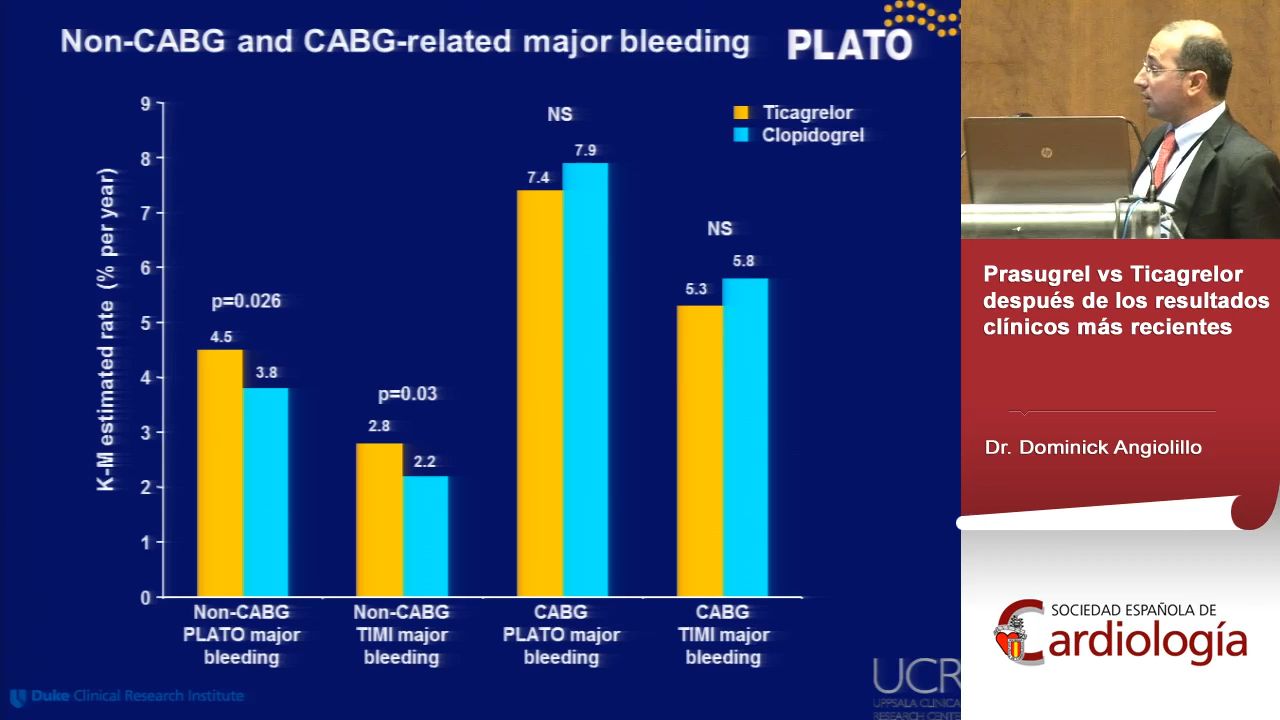 Non-CABG and CABG-related major bleeding
PLATO
Ticagrelor
Clopidogrel
K-M estimated rate (% per year)
9
8
7
6
5
4
3
2
1
0
p=0.026
4.5
3.8
p=0.03
2.8
2.2
NS
7.4
7.9
NS
5.3
5.8
Non-CABG
PLATO major
bleeding
Non-CABG
TIMI major
bleeding
CABG
PLATO major
bleeding
CABG
TIMI major
bleeding
Duke Clinical Research Institute
UCR
UPPSALA CLINICA
RESEARCH CENTE
Prasugrel vs Ticagrelor
después de los resultados
clínicos más recientes
Dr. Dominick Angiolillo
SOCIEDAD ESPAÑOLA DE
Cardiología